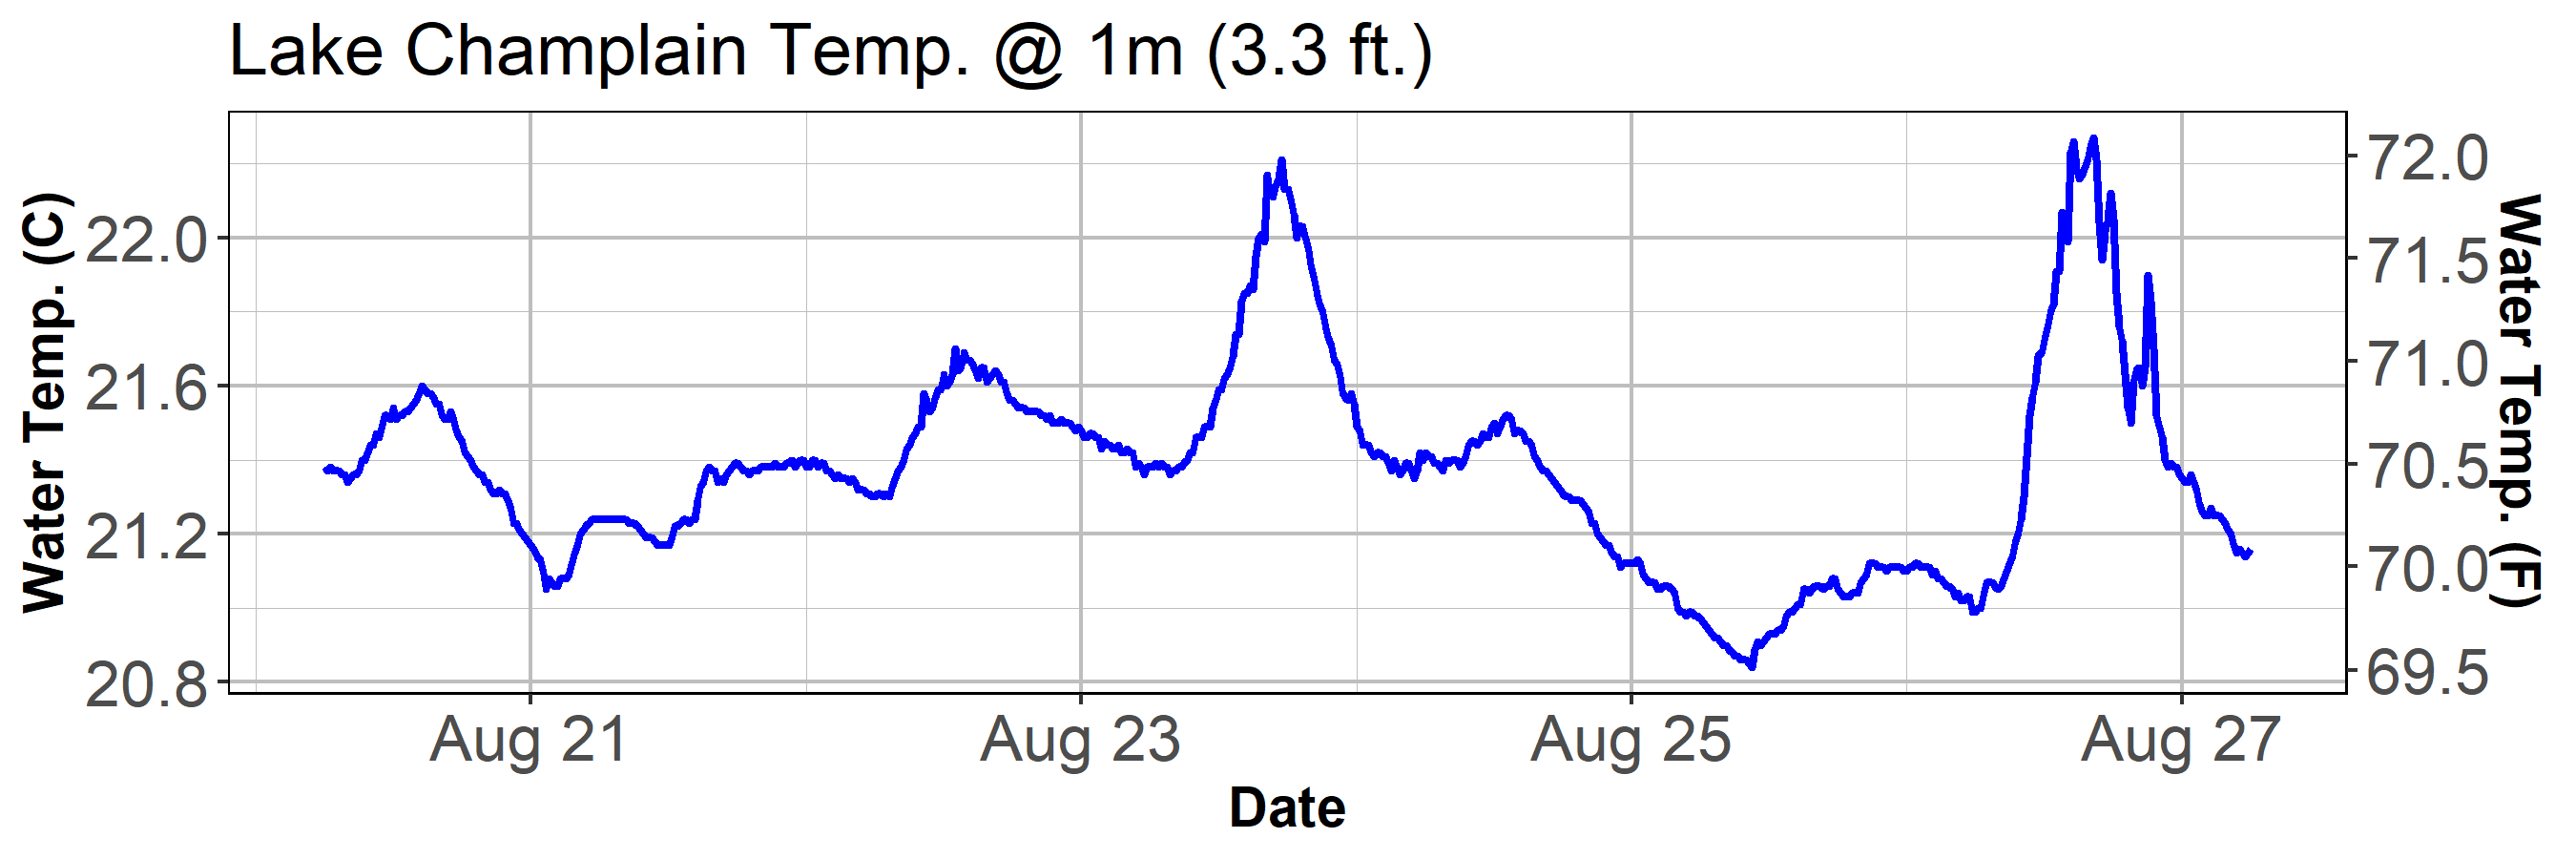 Lake Champlain Temp. @ 1m (3.3 ft.)
Water Temp. (C)
22.0
21.6
21.2
20.8
72.0
71.5
71.0
70.5
70.0
69.5
Water Temp. (F)
Aug 21
Aug 23
Aug 25
Aug 27
Date